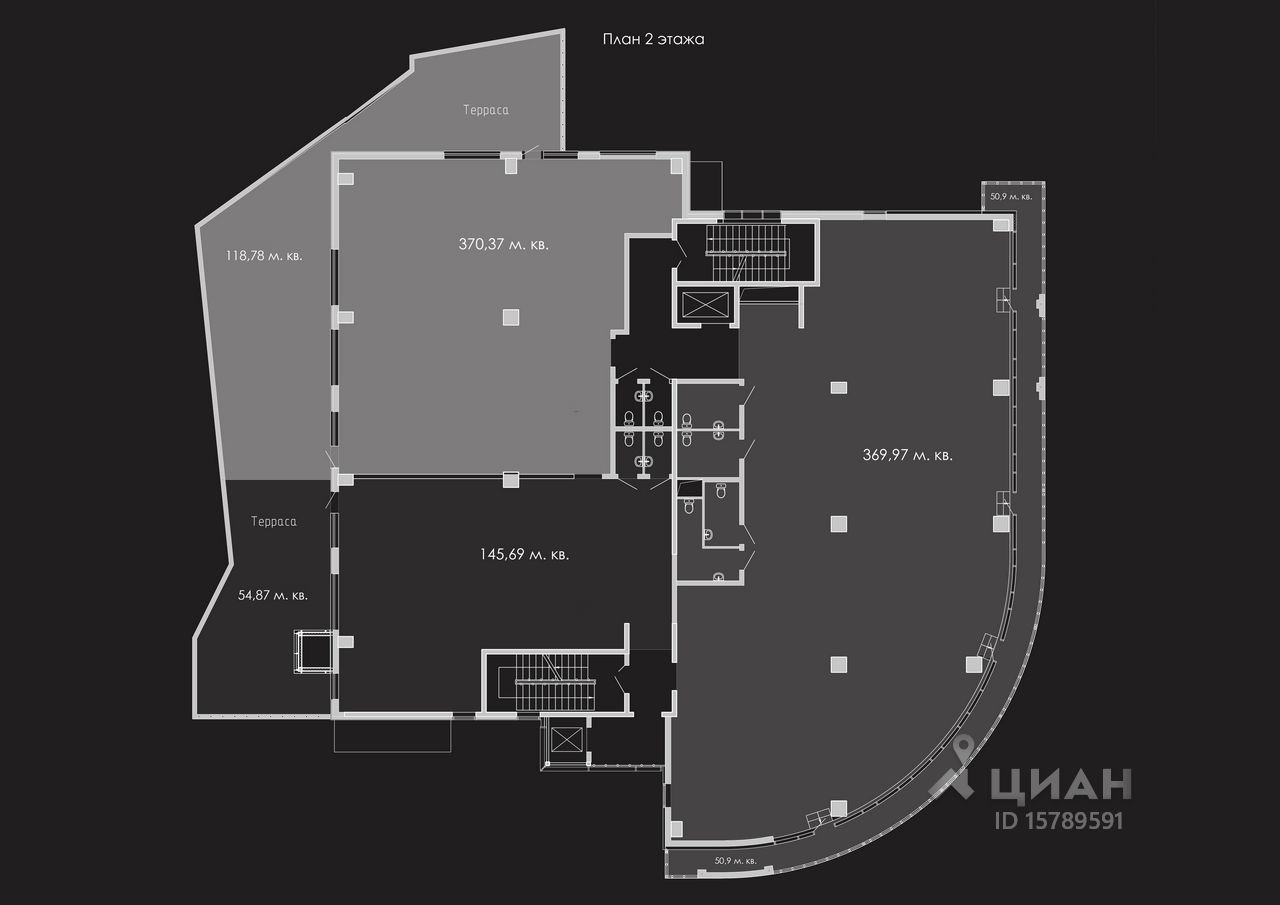 План 2 этажа
Терраса
50,9 м. кв.
370,37 м. кв.
118,78 м. кв.
369,97 м. кв.
Терраса
145,69 м. кв.
54,87 м. кв.
ЦИАН
ID 15789591
50,9 м. кв.